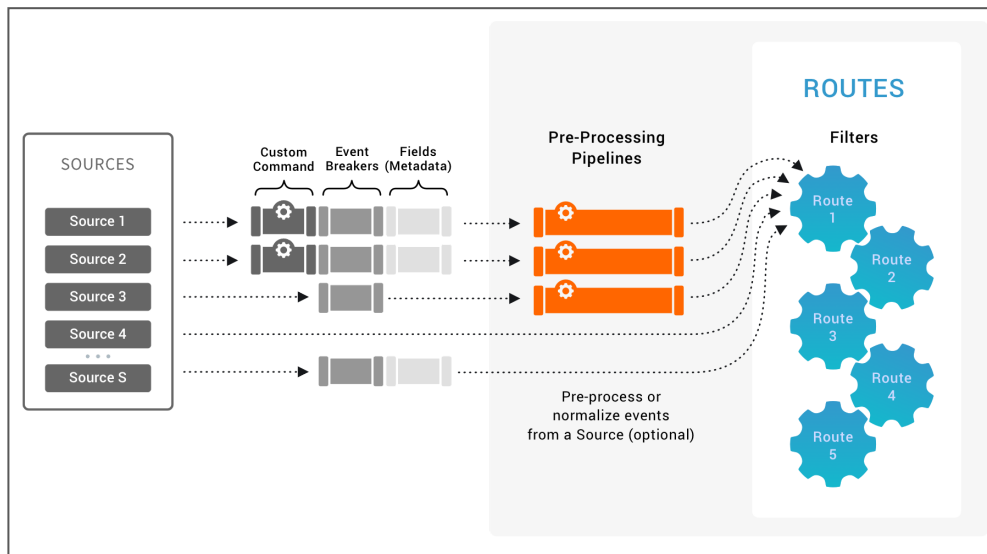 ROUTES
Filters
SOURCES
Source 1
Source 2
Source 3
Source 4
Source S
Custom
Command
Event
Breakers
Fields
(Metadata)
Pre-Processing
Pipelines
Pre-process or
normalize events
from a Source (optional)
Route
1
Route
2
Route
3
Route
4
Route
5